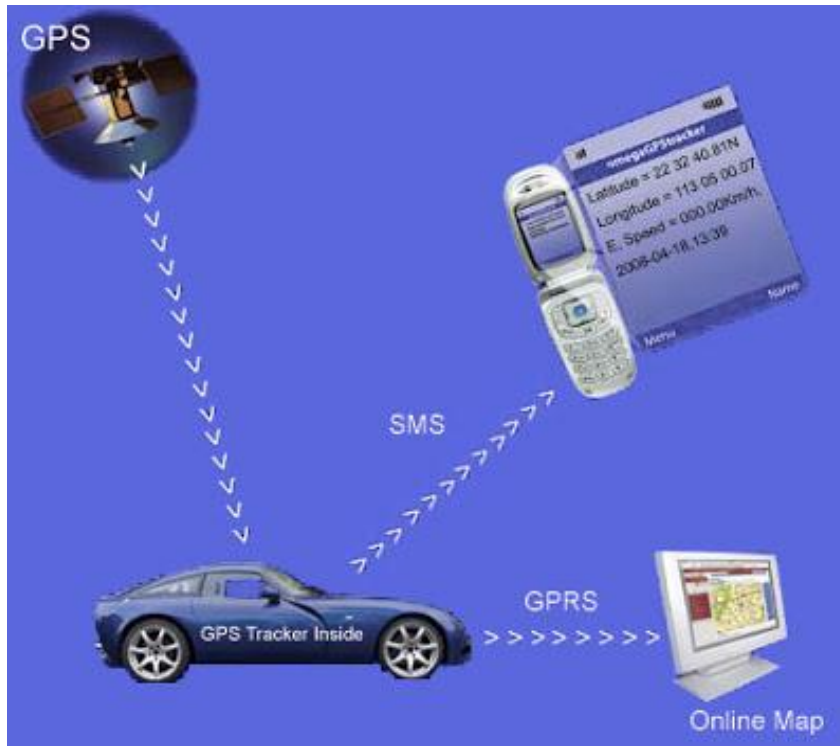 GPS
omegaGPStracker
Latitude = 22 32 40.81N
Longitude = 113 05 00.07
E, Speed = 000.00Km/h,
2008-04-18,13:39
Menu
Name
SMS
GPRS
GPS Tracker Inside
Online Map